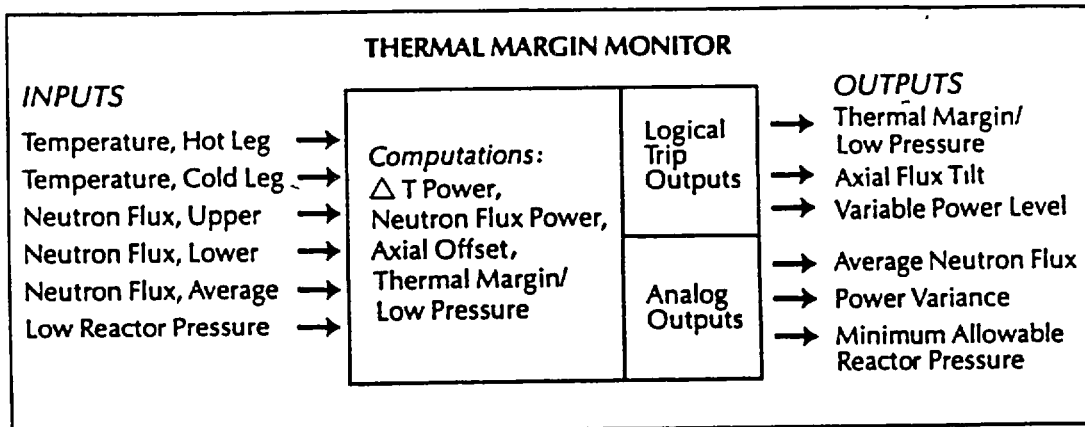 THERMAL MARGIN MONITOR
INPUTS
Temperature, Hot Leg
Temperature, Cold Leg
Neutron Flux, Upper
Neutron Flux, Lower
Neutron Flux, Average
Low Reactor Pressure
Computations:
△ T Power,
Neutron Flux Power,
Axial Offset,
Thermal Margin/
Low Pressure
Logical
Trip
Outputs
Analog
Outputs
OUTPUTS
Thermal Margin/
Low Pressure
Axial Flux Tilt
Variable Power Level
Average Neutron Flux
Power Variance
Minimum Allowable
Reactor Pressure